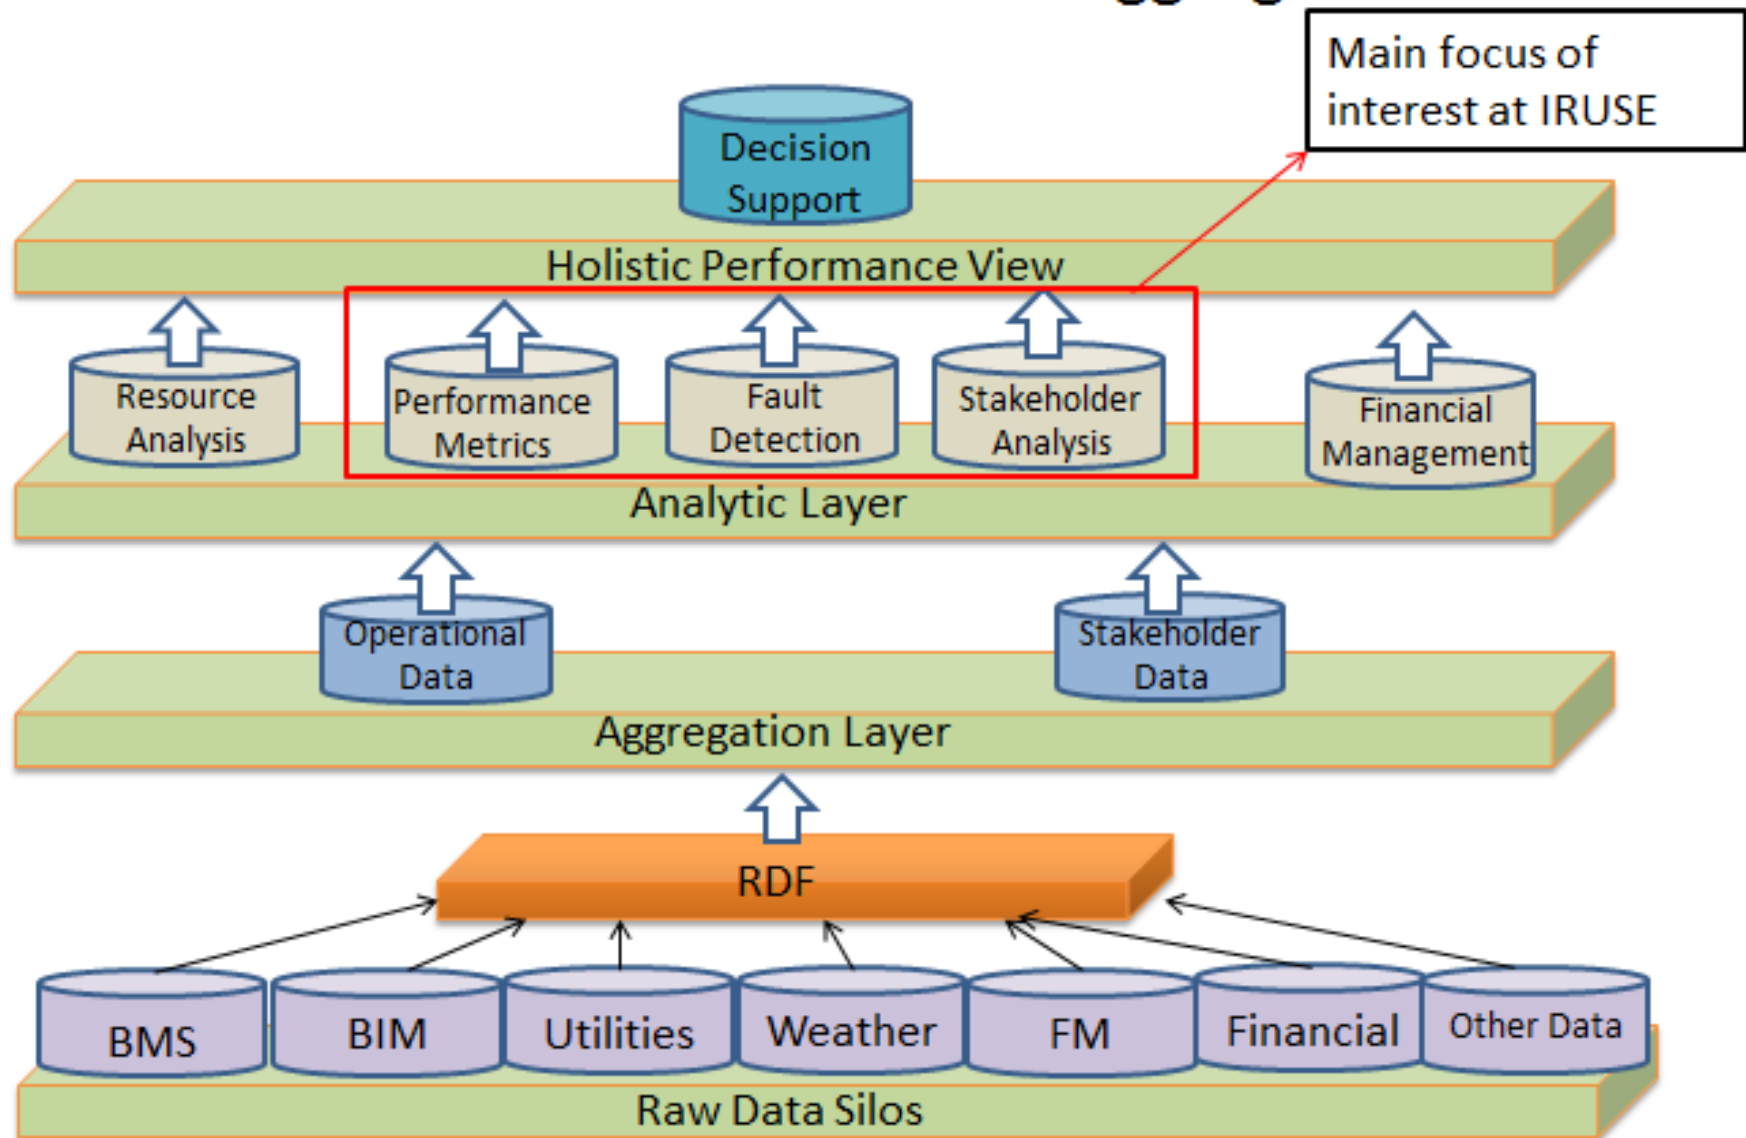 Main focus of
interest at IRUSE
Decision
Support
Holistic Performance View
Resource
Analysis
Performance
Metrics
Fault
Detection
Stakeholder
Analysis
Financial
Management
Analytic Layer
Operational
Data
Stakeholder
Data
Aggregation Layer
RDF
BMS
BIM
Utilities
Weather
FM
Financial
Other Data
Raw Data Silos